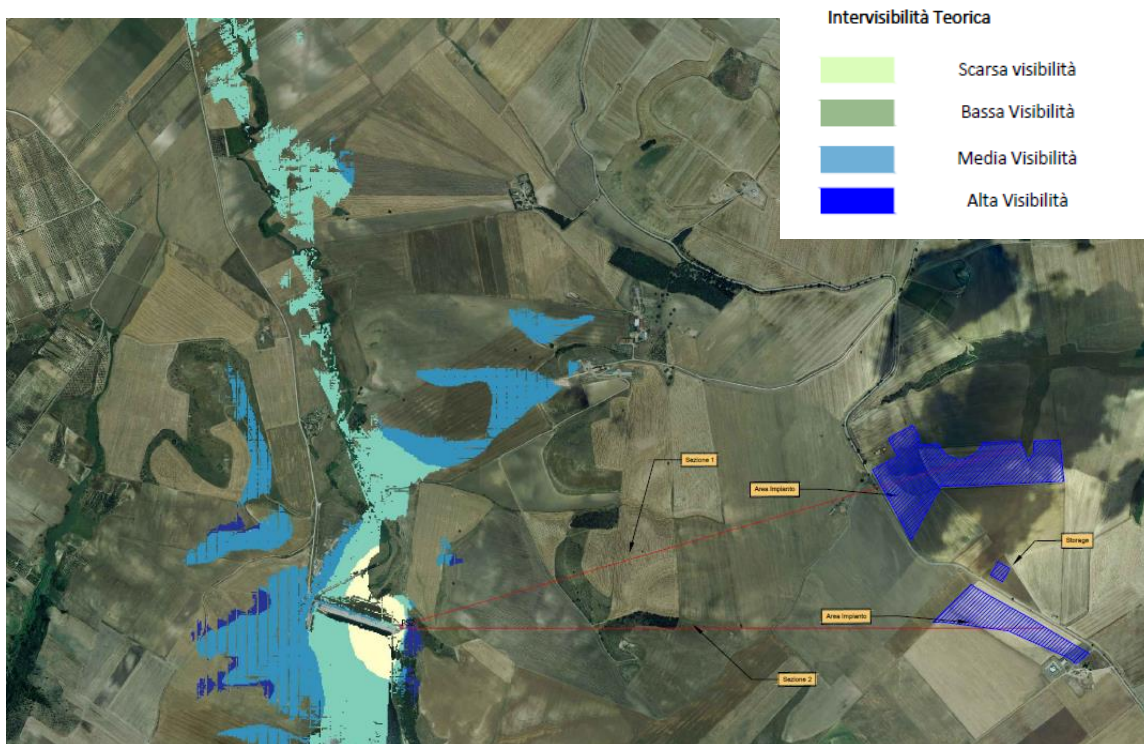 Intervisibilità Teorica
Scarsa visibilità
Bassa Visibilità
Media Visibilità
Alta Visibilità
Sezione 1
Area Impianto
Storage
Area Impianto
Sezione 2